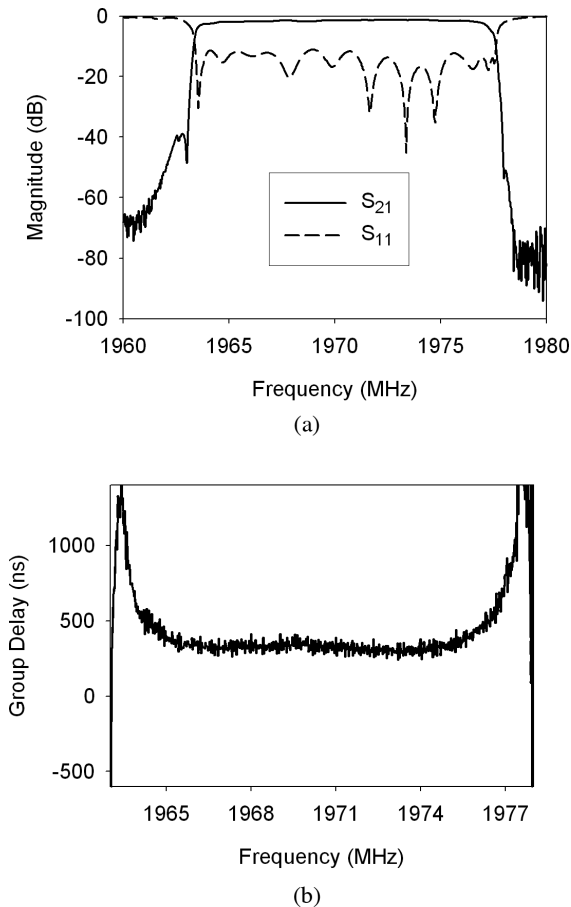 0
-20
-40
-60
-80
-100
Magnitude (dB)
S21
S11
1960 1965 1970 1975 1980
Frequency (MHz)
(a)
1000
500
0
-500
Group Delay (ns)
1965 1968 1971 1974 1977
Frequency (MHz)
(b)